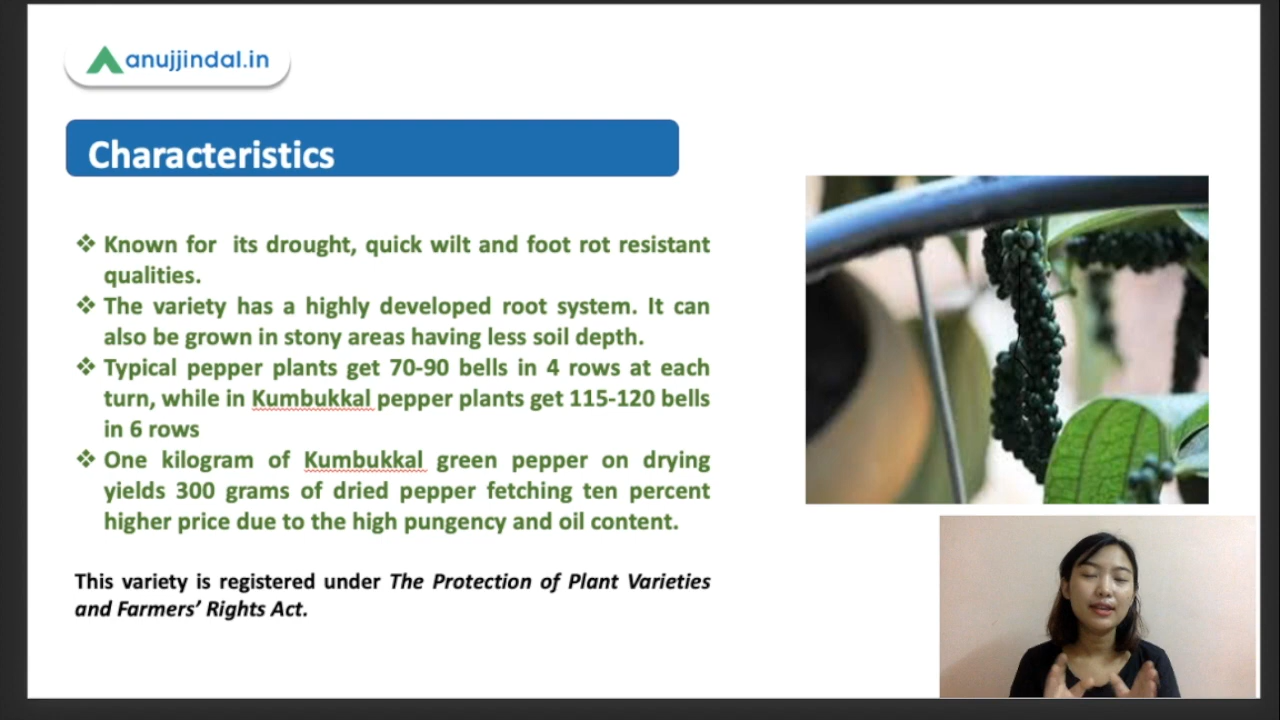 anujjindal.in
Characteristics
❖ Known for its drought, quick wilt and foot rot resistant
qualities.
❖ The variety has a highly developed root system. It can
also be grown in stony areas having less soil depth.
❖ Typical pepper plants get 70-90 bells in 4 rows at each
turn, while in Kumbukkal pepper plants get 115-120 bells
in 6 rows
❖ One kilogram of Kumbukkal green pepper on drying
yields 300 grams of dried pepper fetching ten percent
higher price due to the high pungency and oil content.
This variety is registered under The Protection of Plant Varieties
and Farmers’ Rights Act.